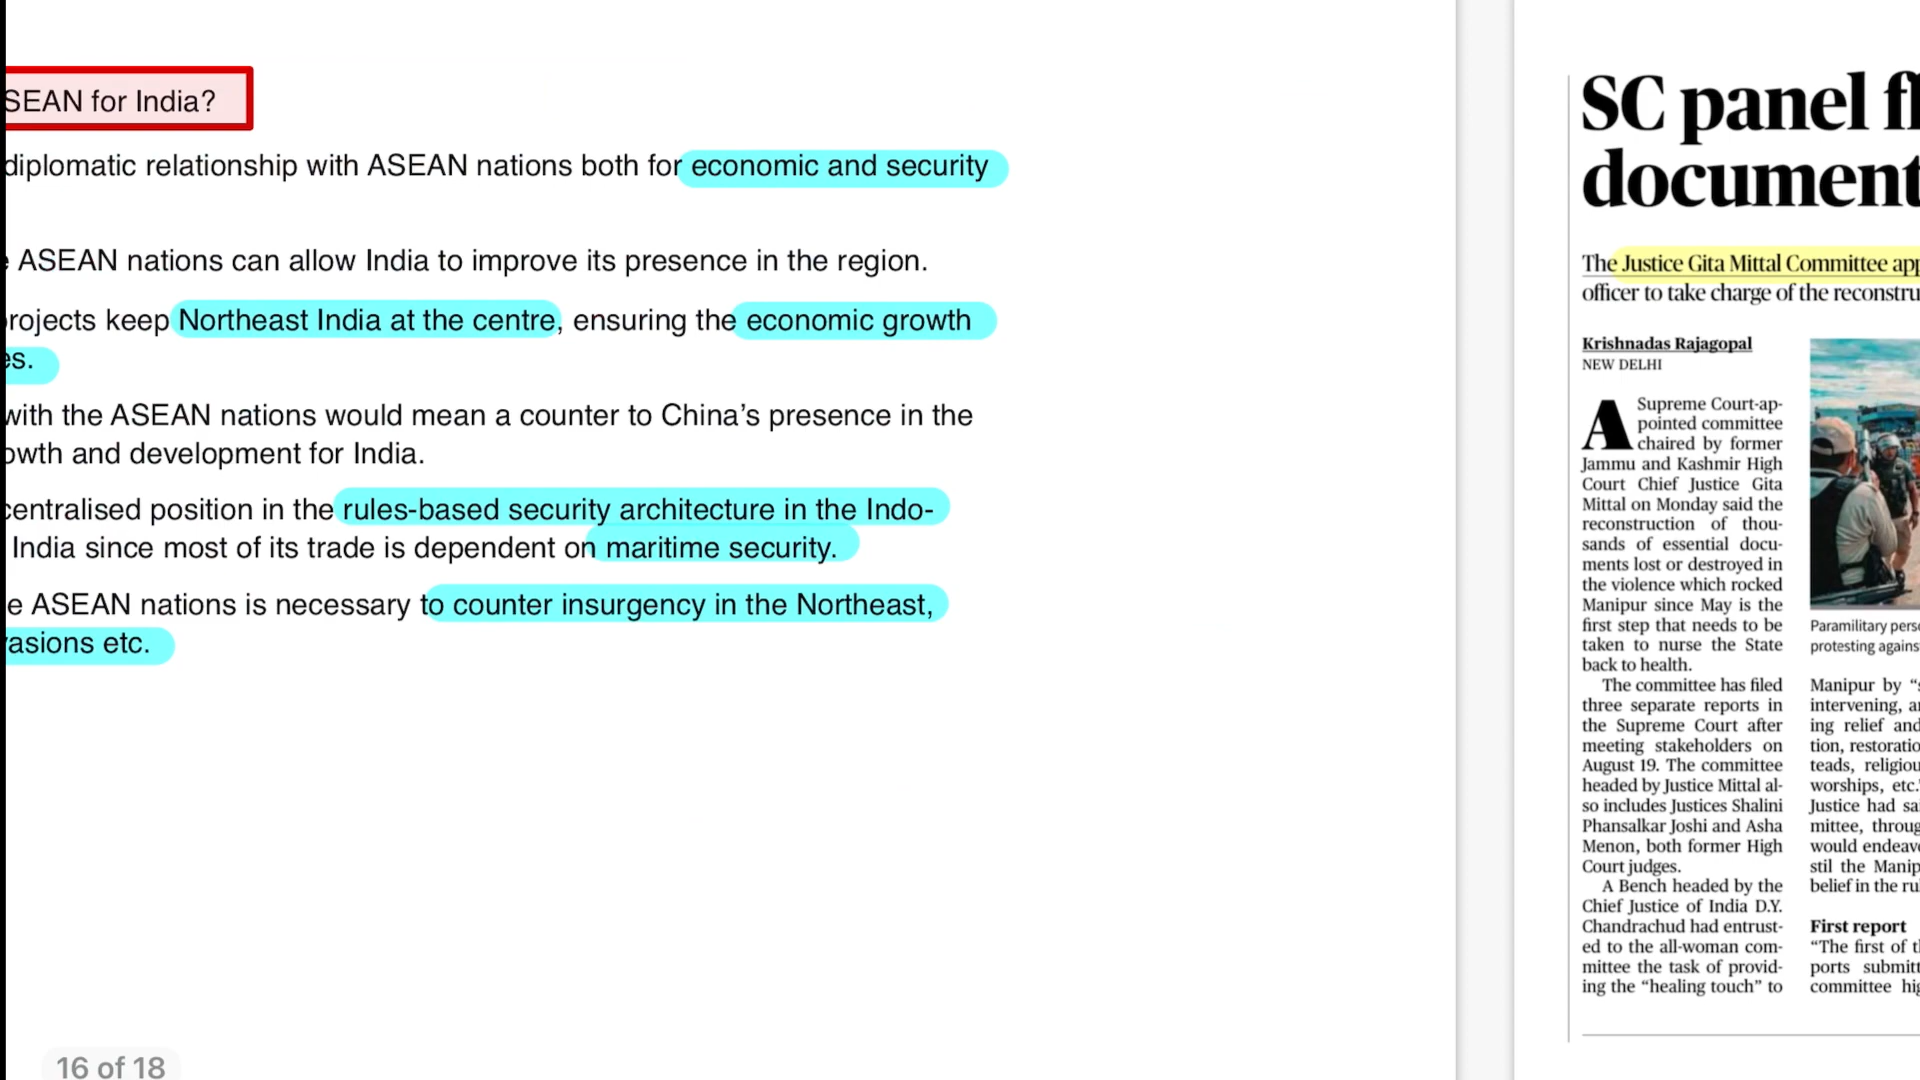 SEAN for India?
diplomatic relationship with ASEAN nations both for economic and security
ASEAN nations can allow India to improve its presence in the region.
rojects keep Northeast India at the centre, ensuring the economic growth
es.
with the ASEAN nations would mean a counter to China’s presence in the
owth and development for India.
centralised position in the rules-based security architecture in the Indo-
India since most of its trade is dependent on maritime security.
e ASEAN nations is necessary to counter insurgency in the Northeast,
asions etc.
16 of 18
SC panel fl
document
The Justice Gita Mittal Committee app
officer to take charge of the reconstru
Krishnadas Rajagopal
NEW DELHI
A Supreme Court-ap-
pointed committee
chaired by former
Jammu and Kashmir High
Court Chief Justice Gita
Mittal on Monday said the
reconstruction of thou-
sands of essential docu-
ments lost or destroyed in
the violence which rocked
Manipur since May is the
first step that needs to be
taken to nurse the State
back to health.
The committee has filed
three separate reports in
the Supreme Court after
meeting stakeholders on
August 19. The committee
headed by Justice Mittal al-
so includes Justices Shalini
Phansalkar Joshi and Asha
Menon, both former High
Court judges.
A Bench headed by the
Chief Justice of India D.Y.
Chandrachud had entrust-
ed to the all-woman com-
mittee the task of provid-
ing the “healing touch” to
Paramilitary perso
protesting agains
Manipur by “s
intervening, an
ing relief and
tion, restoratio
teads, religiou
worships, etc.”
Justice had sa
mittee, throug
would endeav
stil the Manip
belief in the ru
First report
“The first of th
ports submitt
committee hig